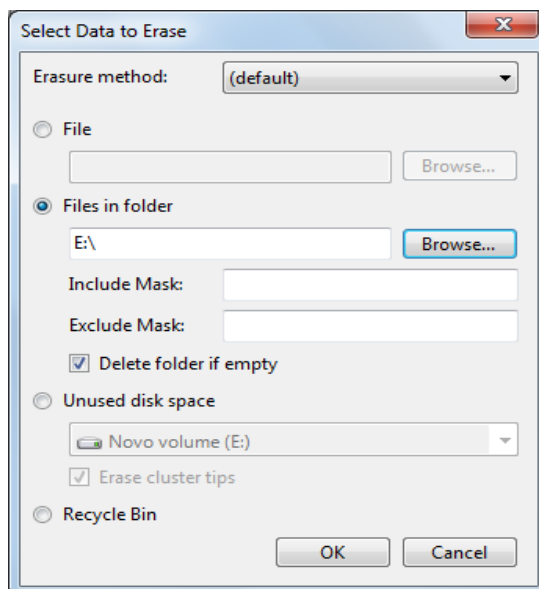 Select Data to Erase
Erasure method: (default)
File
Browse...
Files in folder
E:\ Browse...
Include Mask:
Exclude Mask:
Delete folder if empty
Unused disk space
Novo volume (E:)
Erase cluster tips
Recycle Bin
OK Cancel